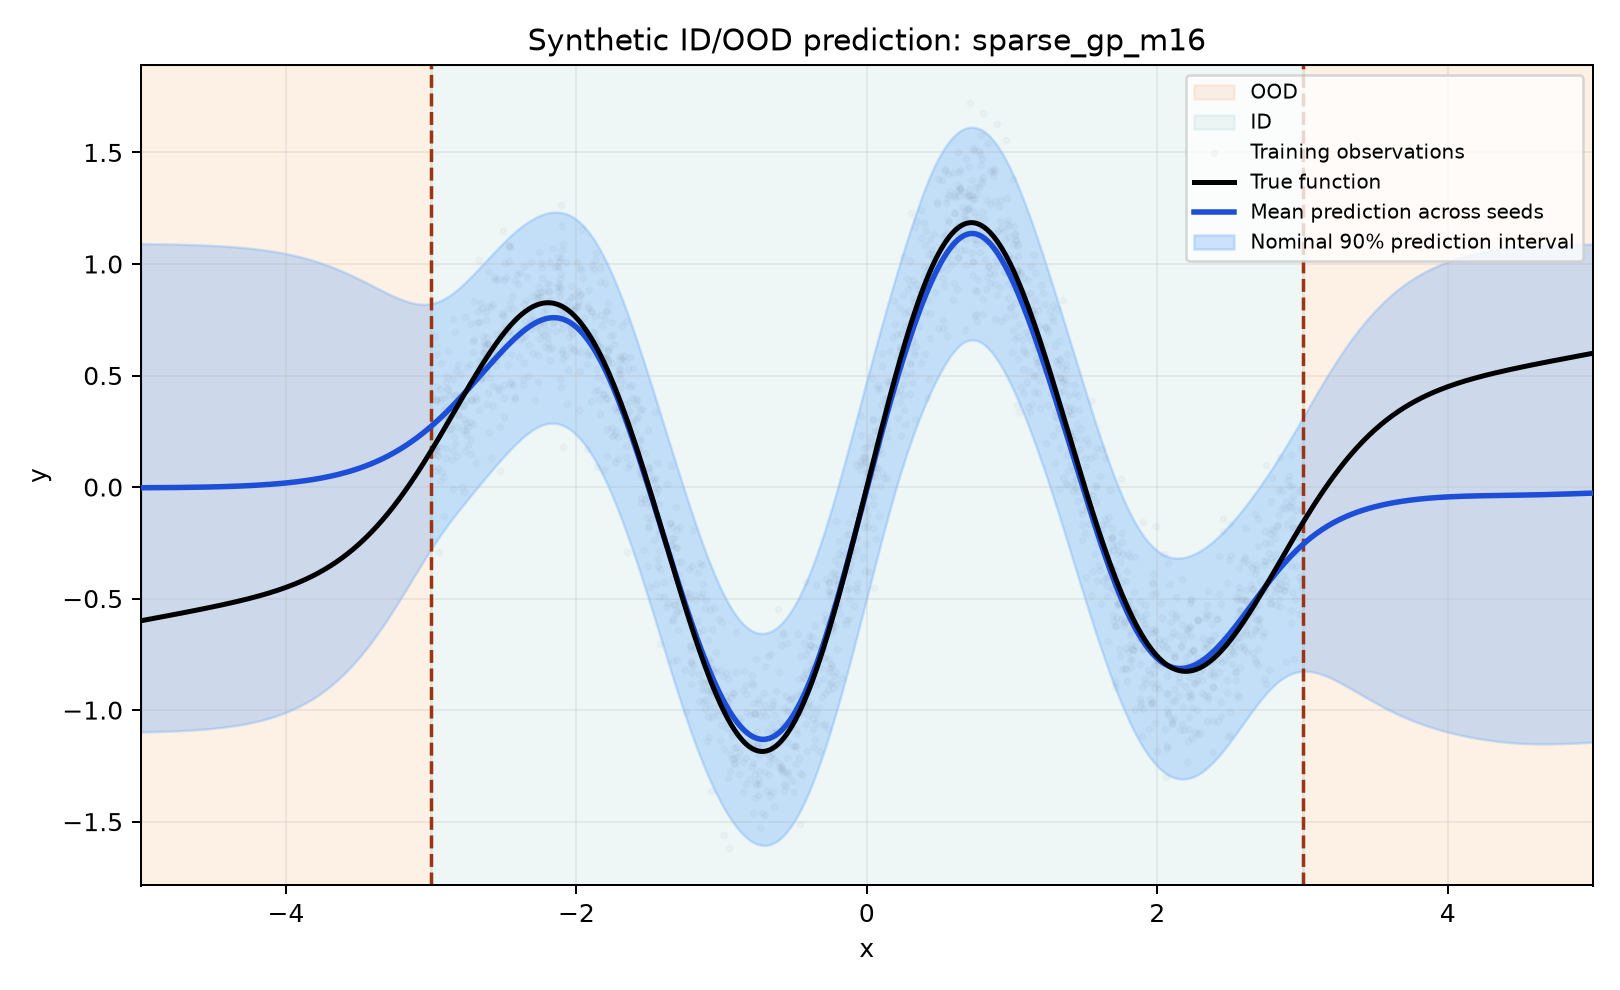 Synthetic ID/OOD prediction: sparse_gp_m16
OOD
ID
Training observations
True function
Mean prediction across seeds
Nominal 90% prediction interval
1.5
1.0
0.5
0.0
−0.5
−1.0
−1.5
y
−4
−2
0
2
4
x